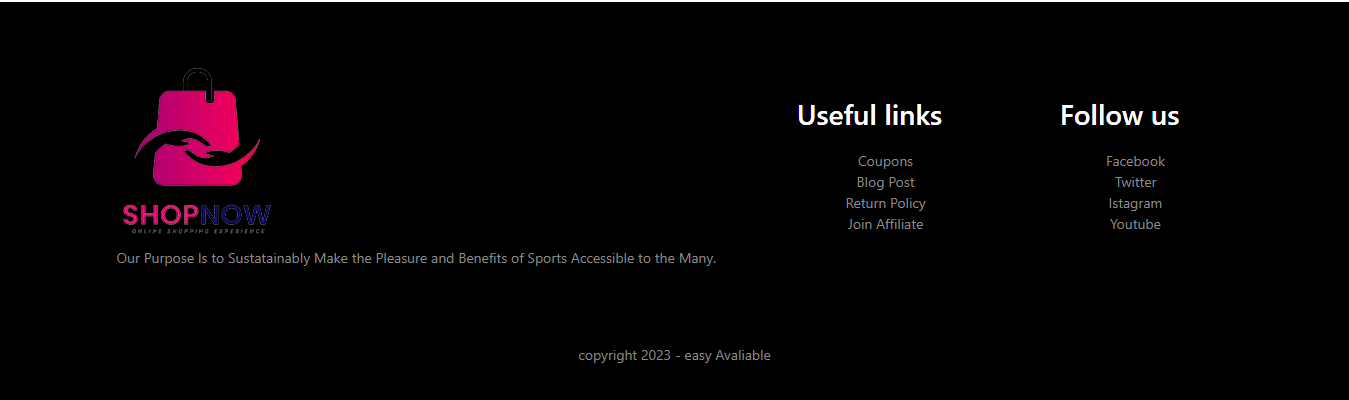 SHOPNOW
ONLINE SHOPPING EXPERIENCE
Our Purpose Is to Sustatainably Make the Pleasure and Benefits of Sports Accessible to the Many.
Useful links
Coupons
Blog Post
Return Policy
Join Affiliate
Follow us
Facebook
Twitter
Istagram
Youtube
copyright 2023 - easy Avaliable